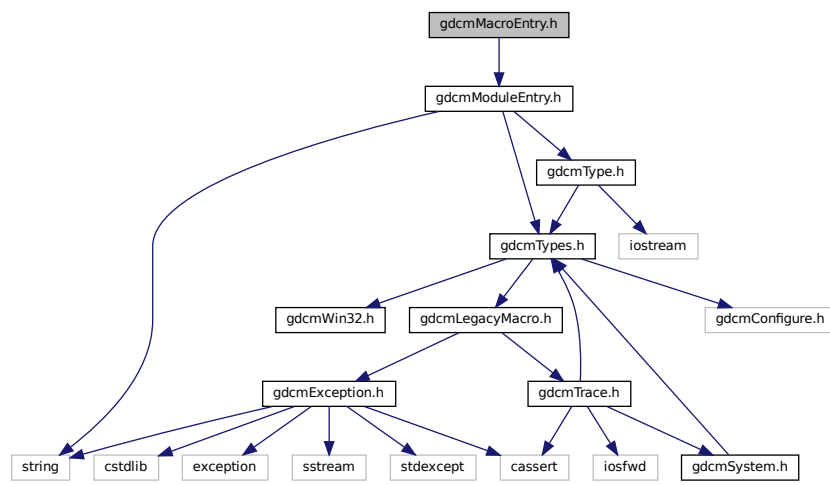 gdcmMacroEntry.h
gdcmModuleEntry.h
gdcmType.h
gdcmTypes.h
iostream
gdcmWin32.h
gdcmLegacyMacro.h
gdcmConfigure.h
gdcmException.h
gdcmTrace.h
string
cstdlib
exception
sstream
stdexcept
cassert
iosfwd
gdcmSystem.h